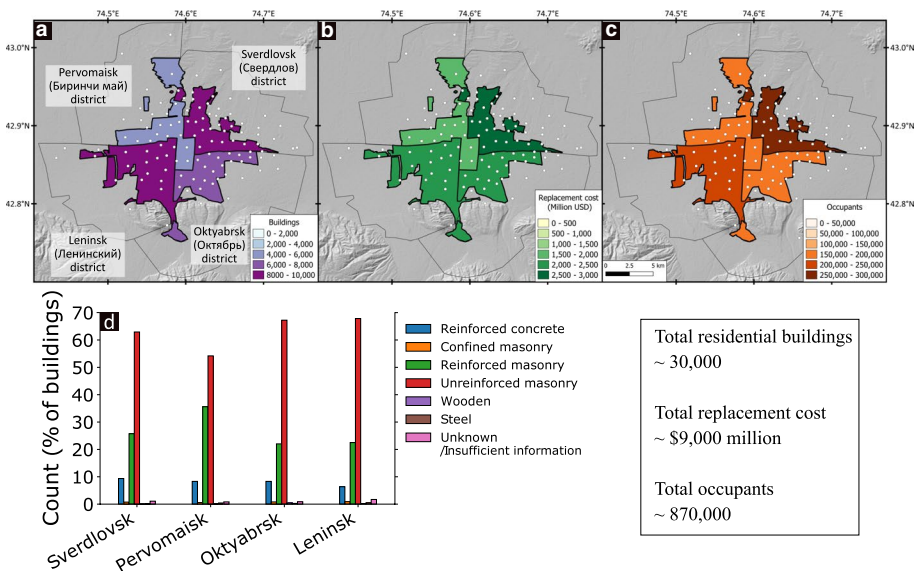 74.5°E 74.6°E 74.7°E 74.5°E 74.6°E 74.7°E 74.5°E 74.6°E 74.7°E
a
b
c
43.0°N
43.0°N
42.9°N
42.9°N
42.8°N
42.8°N
Sverdlovsk
(Свердлов)
district
Pervomaisk
(Биринчи май)
district
Leninsk
(Ленинский)
district
Oktyabrsk
(Октябрь)
district
Buildings
0 - 2,000
2,000 - 4,000
4,000 - 6,000
6,000 - 8,000
8000 - 10,000
Replacement cost
(Million USD)
0 - 500
500 - 1,000
1,000 - 1,500
1,500 - 2,000
2,000 - 2,500
2,500 - 3,000
0 2.5 5 km
Occupants
0 - 50,000
50,000 - 100,000
100,000 - 150,000
150,000 - 200,000
200,000 - 250,000
250,000 - 300,000
d
Count (% of buildings)
70
60
50
40
30
20
10
0
Sverdlovsk
Pervomaisk
Oktyabrsk
Leninsk
Reinforced concrete
Confined masonry
Reinforced masonry
Unreinforced masonry
Wooden
Steel
Unknown
/Insufficient information
Total residential buildings
~ 30,000
Total replacement cost
~ $9,000 million
Total occupants
~ 870,000